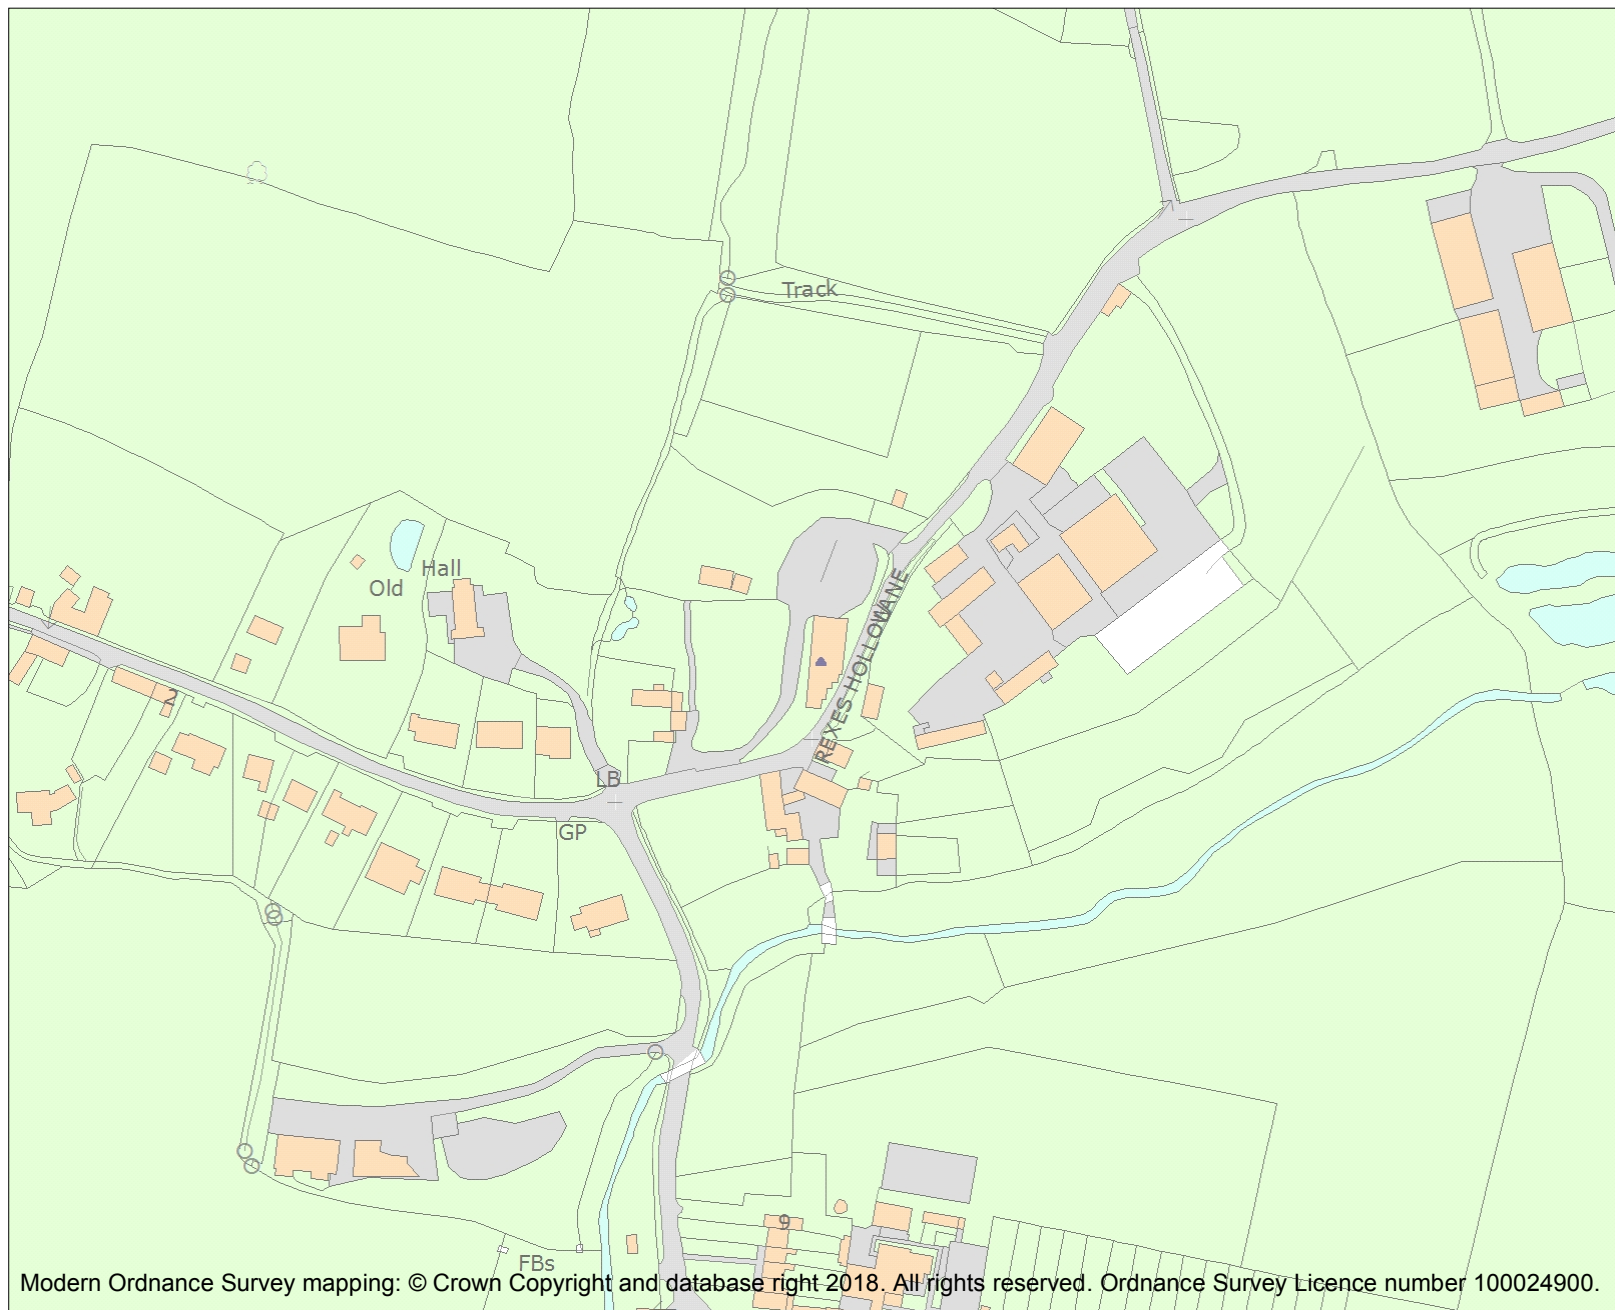 Track
Hall
Old
REXES HOLLOW
LANE
2
LB
GP
9
FBs
Modern Ordnance Survey mapping: © Crown Copyright and database right 2018. All rights reserved. Ordnance Survey Licence number 100024900.